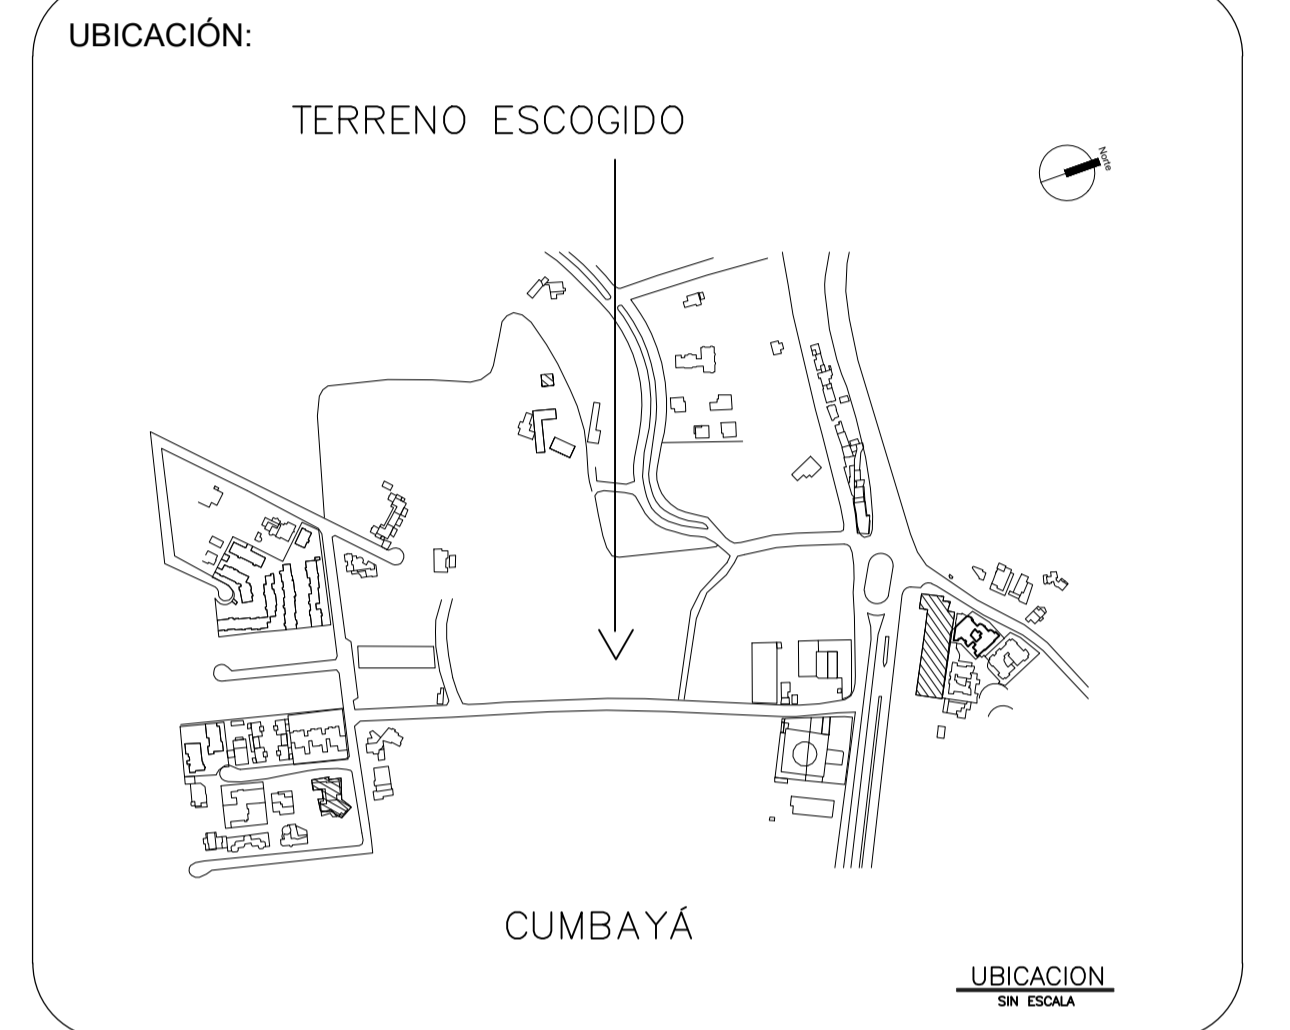 UBICACIÓN:
TERRENO ESCOGIDO
Norte
CUMBAYÁ
UBICACION
SIN ESCALA